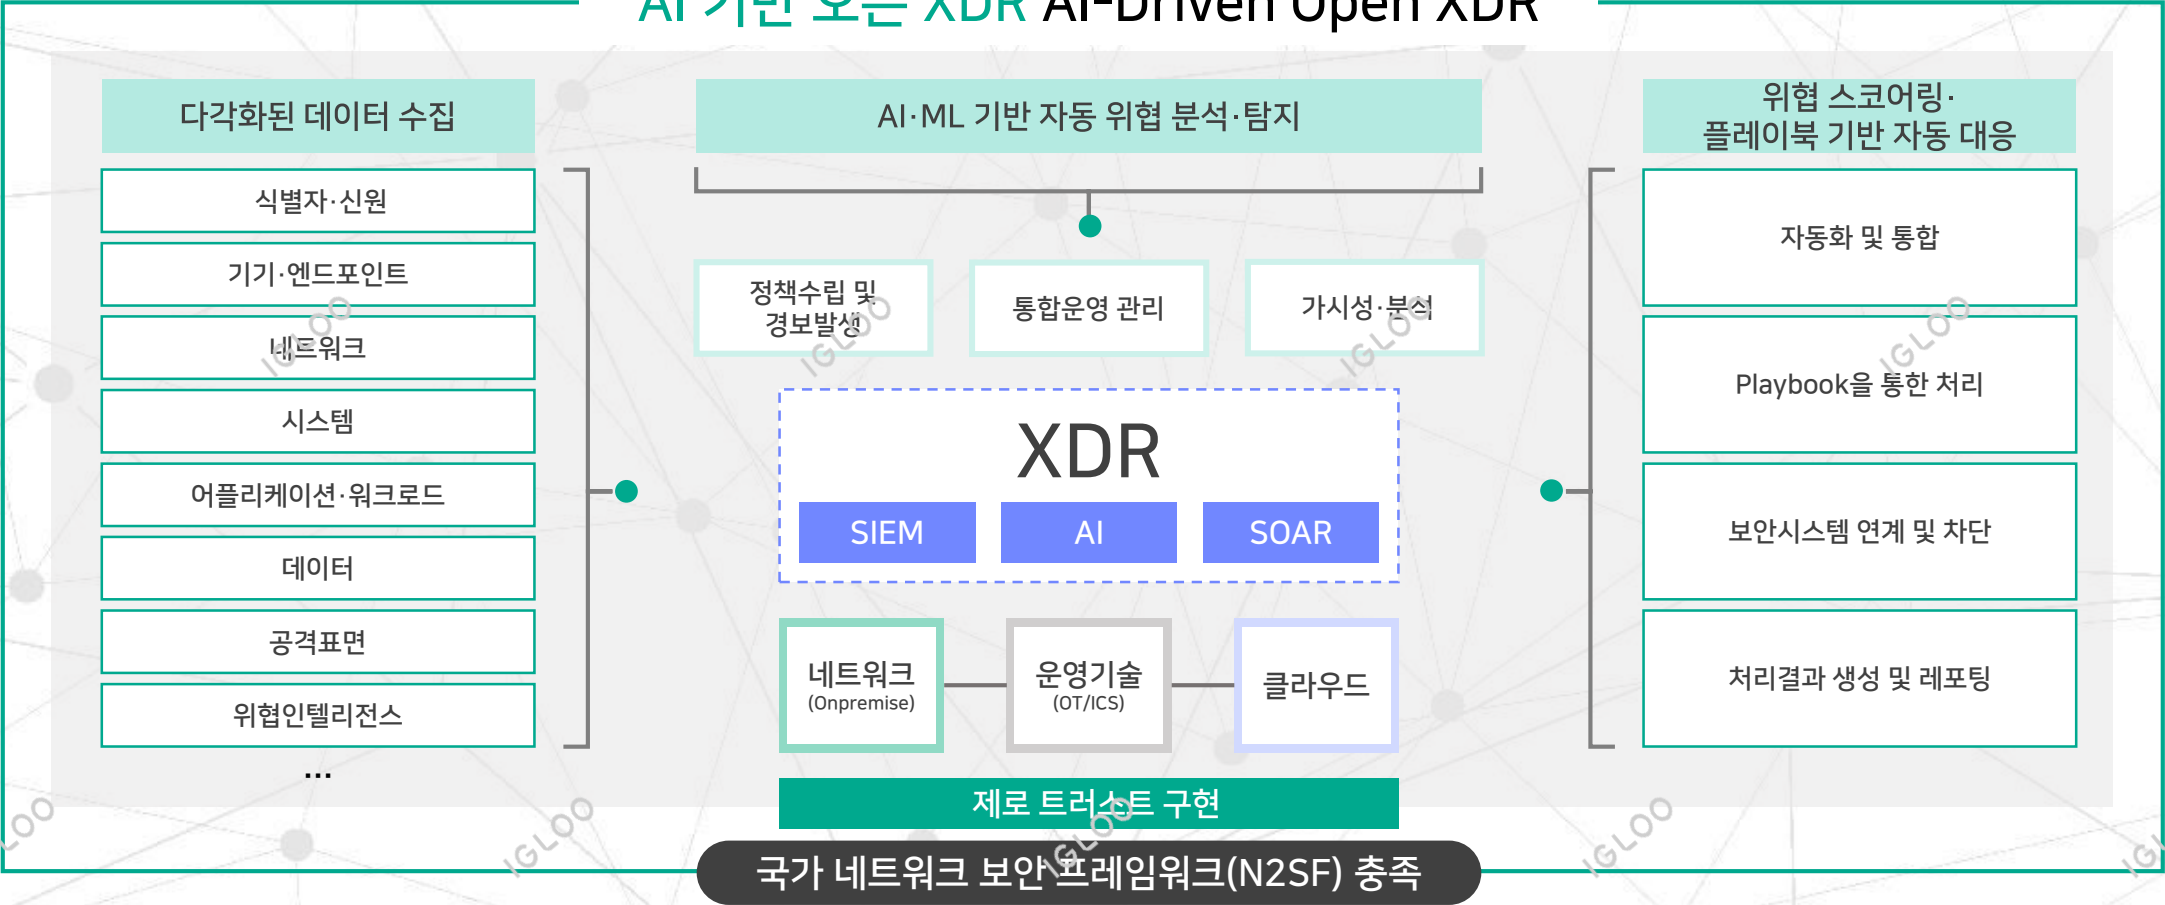 AI 기반 오픈 XDR AI-Driven Open XDR
다각화된 데이터 수집
식별자·신원
기기·엔드포인트
네트워크
시스템
어플리케이션·워크로드
데이터
공격표면
위협인텔리전스
...
AI·ML 기반 자동 위협 분석·탐지
정책수립 및
경보발생
통합운영 관리
가시성·분석
XDR
SIEM
AI
SOAR
네트워크
(Onpremise)
운영기술
(OT/ICS)
클라우드
제로 트러스트 구현
국가 네트워크 보안 프레임워크(N2SF) 충족
위협 스코어링·
플레이북 기반 자동 대응
자동화 및 통합
Playbook을 통한 처리
보안시스템 연계 및 차단
처리결과 생성 및 레포팅
IGLOO
IGLOO
IGLOO
IGLOO
IGLOO
IGLOO
IGLOO